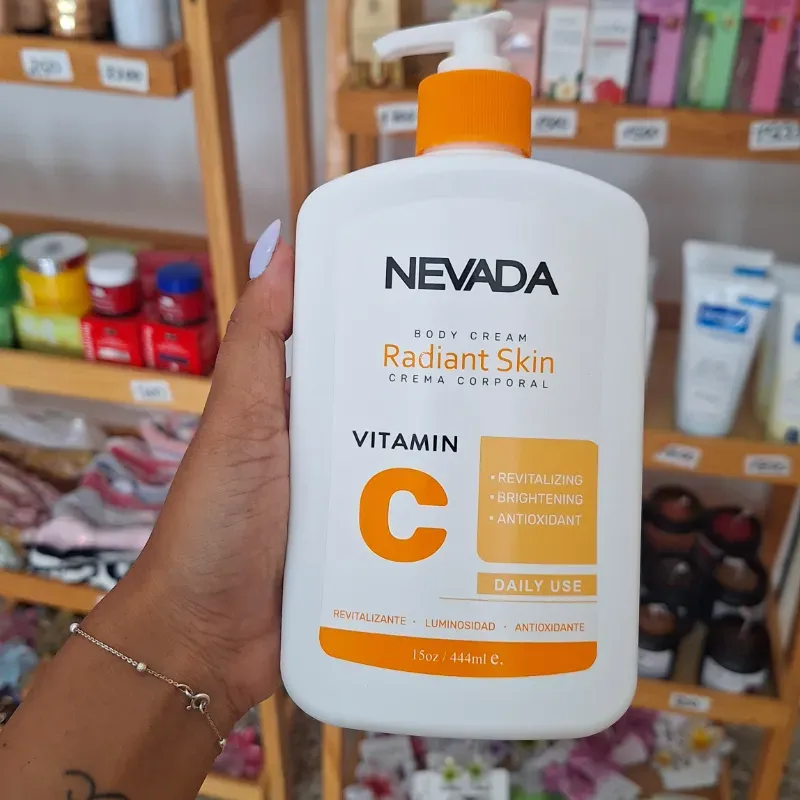 NEVADA
BODY CREAM
Radiant Skin
CREMA CORPORAL
VITAMIN
C
• REVITALIZING
• BRIGHTENING
• ANTIOXIDANT
DAILY USE
REVITALIZANTE · LUMINOSIDAD · ANTIOXIDANTE
15oz / 444ml e.